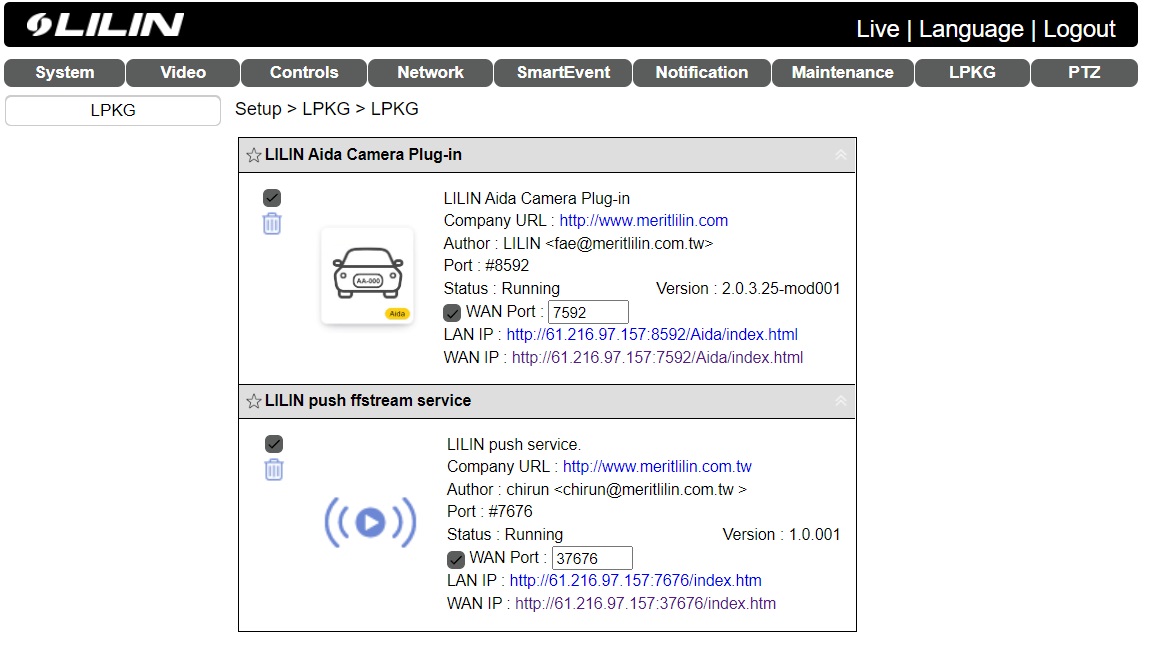 LILIN
Live | Language | Logout
System Video Controls Network SmartEvent Notification Maintenance LPKG PTZ
LPKG
Setup > LPKG > LPKG
LILIN Aida Camera Plug-in
LILIN Aida Camera Plug-in
Company URL : http://www.meritlilin.com
Author : LILIN <fae@meritlilin.com.tw>
Port : #8592
Status : Running Version : 2.0.3.25-mod001
WAN Port : 7592
LAN IP : http://61.216.97.157:8592/Aida/index.html
WAN IP : http://61.216.97.157:7592/Aida/index.html
AA-000
Aida
LILIN push ffstream service
LILIN push service.
Company URL : http://www.meritlilin.com.tw
Author : chirun <chirun@meritlilin.com.tw >
Port : #7676
Status : Running Version : 1.0.001
WAN Port : 37676
LAN IP : http://61.216.97.157:7676/index.htm
WAN IP : http://61.216.97.157:37676/index.htm